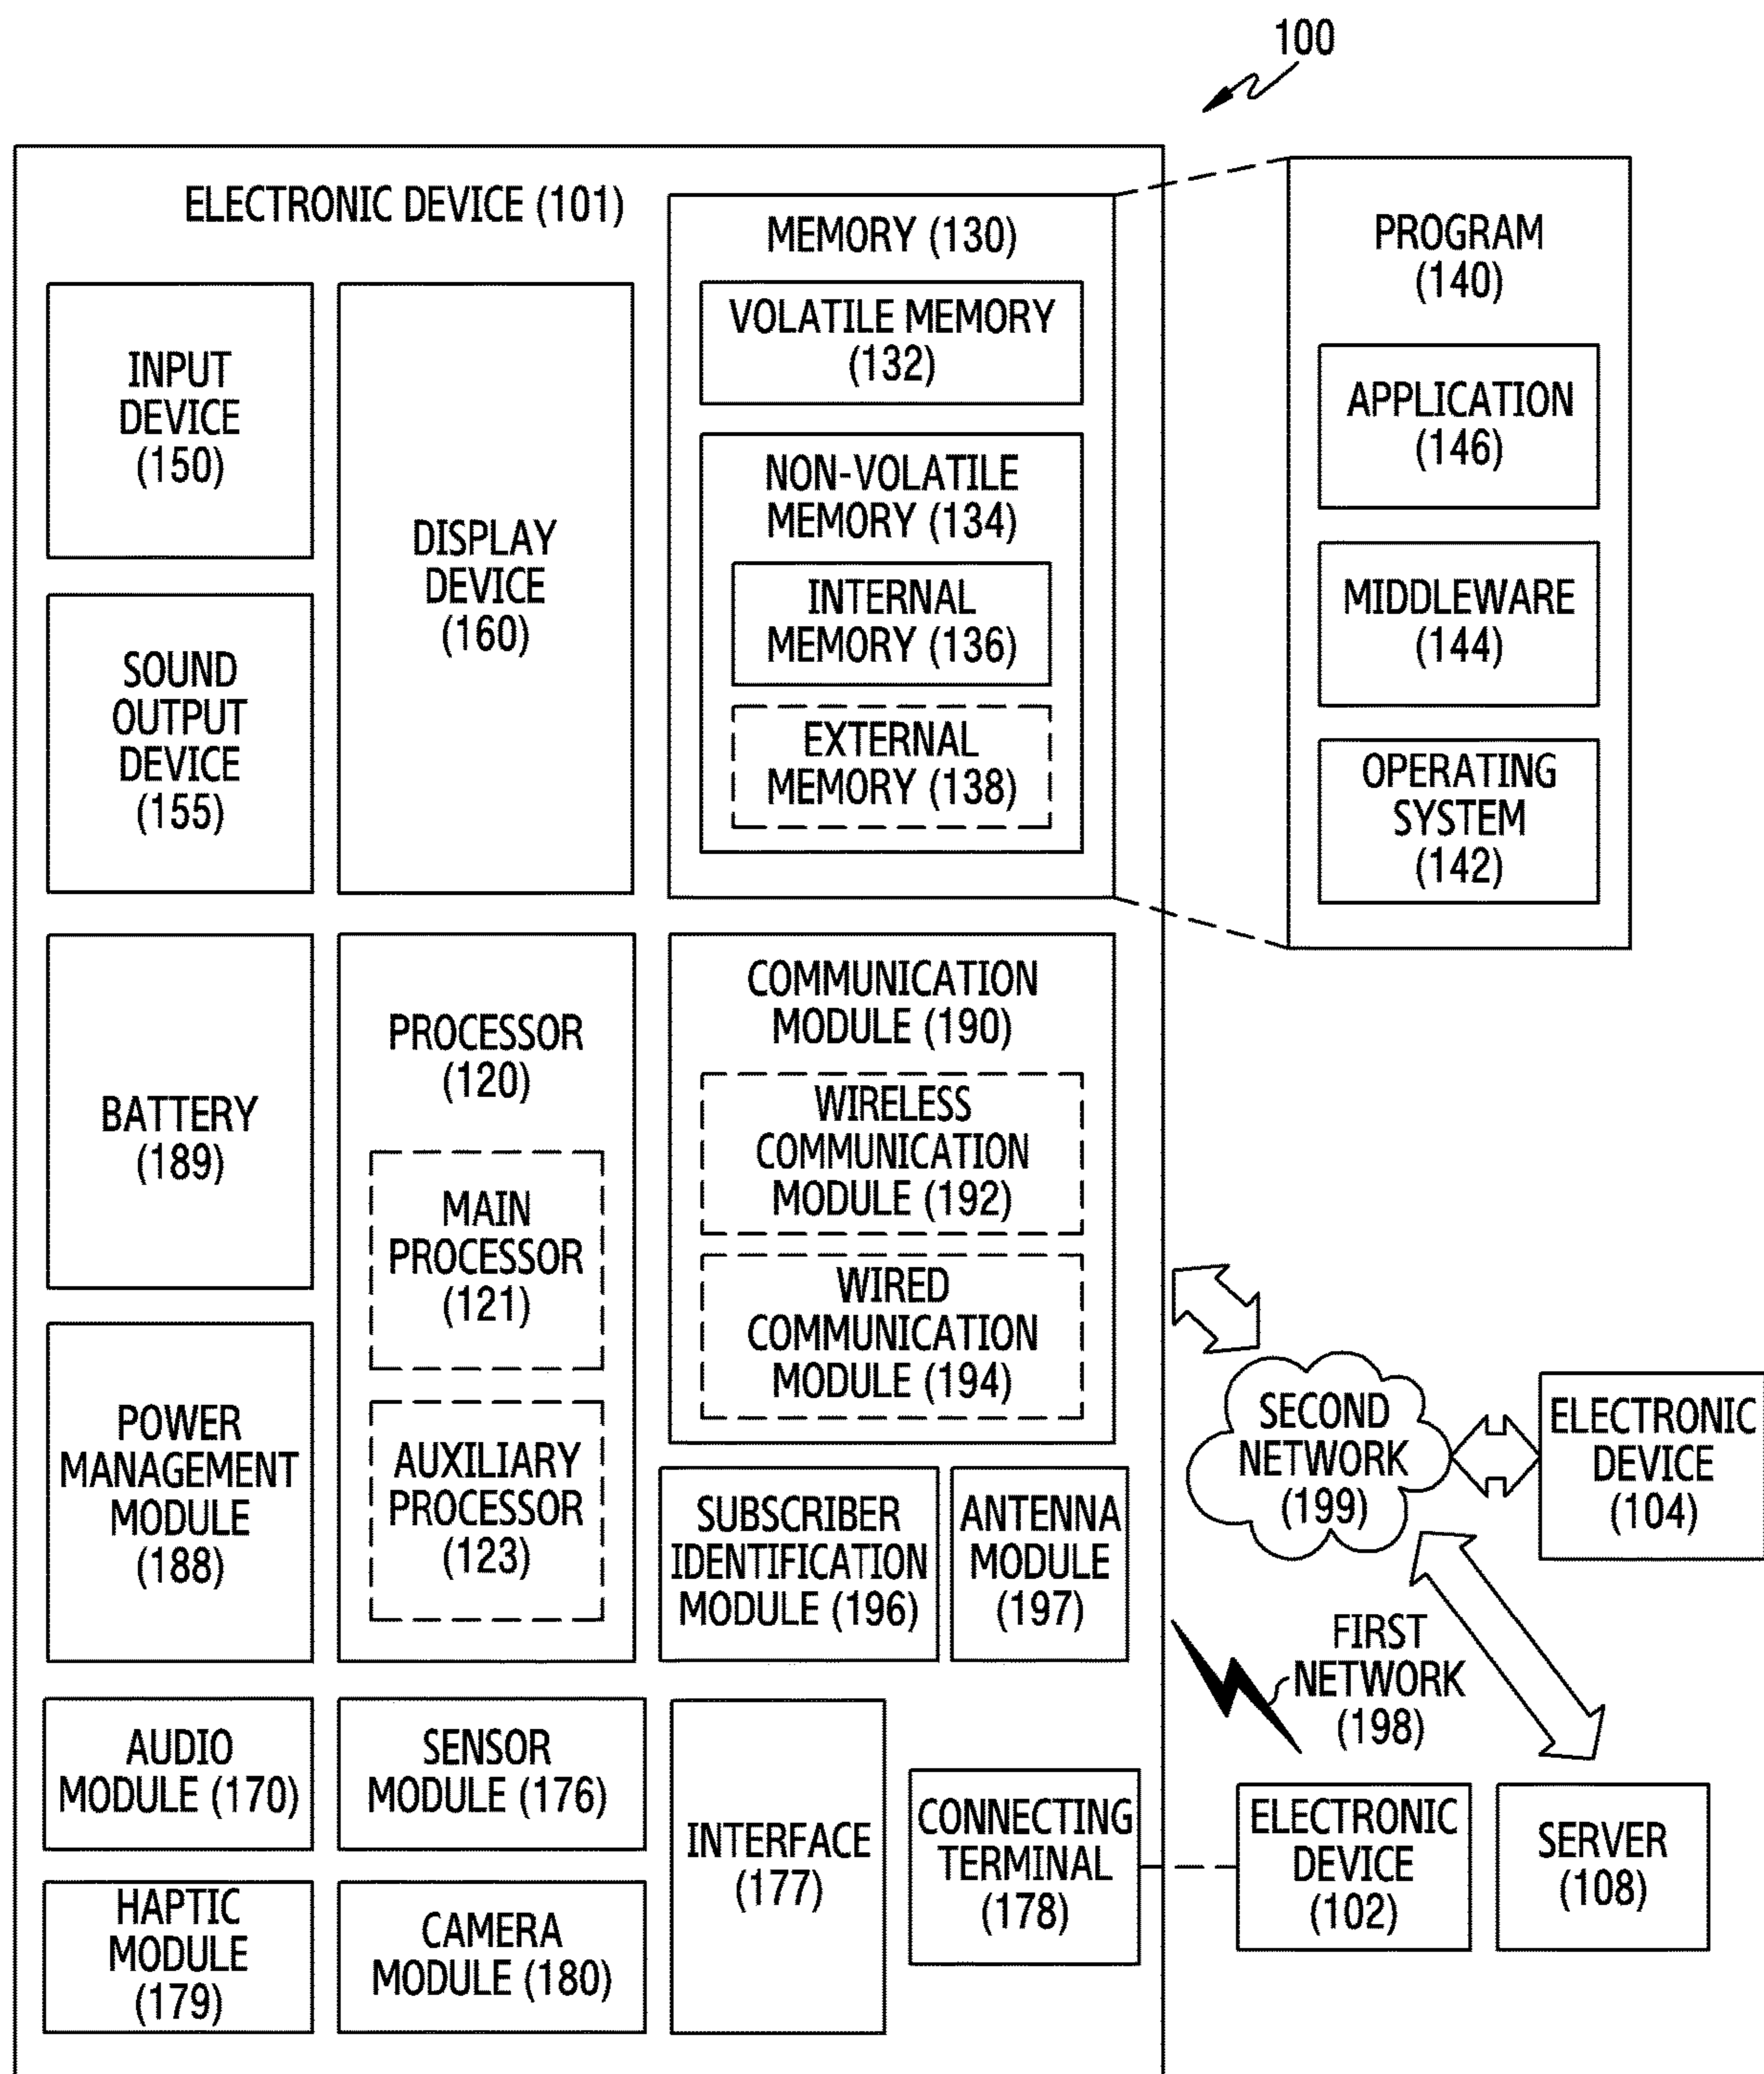 100
ELECTRONIC DEVICE (101)
INPUT
DEVICE
(150)
SOUND
OUTPUT
DEVICE
(155)
DISPLAY
DEVICE
(160)
MEMORY (130)
VOLATILE MEMORY
(132)
NON-VOLATILE
MEMORY (134)
INTERNAL
MEMORY (136)
EXTERNAL
MEMORY (138)
PROGRAM
(140)
APPLICATION
(146)
MIDDLEWARE
(144)
OPERATING
SYSTEM
(142)
BATTERY
(189)
POWER
MANAGEMENT
MODULE
(188)
PROCESSOR
(120)
MAIN
PROCESSOR
(121)
AUXILIARY
PROCESSOR
(123)
COMMUNICATION
MODULE (190)
WIRELESS
COMMUNICATION
MODULE (192)
WIRED
COMMUNICATION
MODULE (194)
SUBSCRIBER
IDENTIFICATION
MODULE (196)
ANTENNA
MODULE
(197)
SECOND
NETWORK
(199)
ELECTRONIC
DEVICE
(104)
FIRST
NETWORK
(198)
AUDIO
MODULE (170)
SENSOR
MODULE (176)
INTERFACE
(177)
CONNECTING
TERMINAL
(178)
ELECTRONIC
DEVICE
(102)
SERVER
(108)
HAPTIC
MODULE
(179)
CAMERA
MODULE (180)